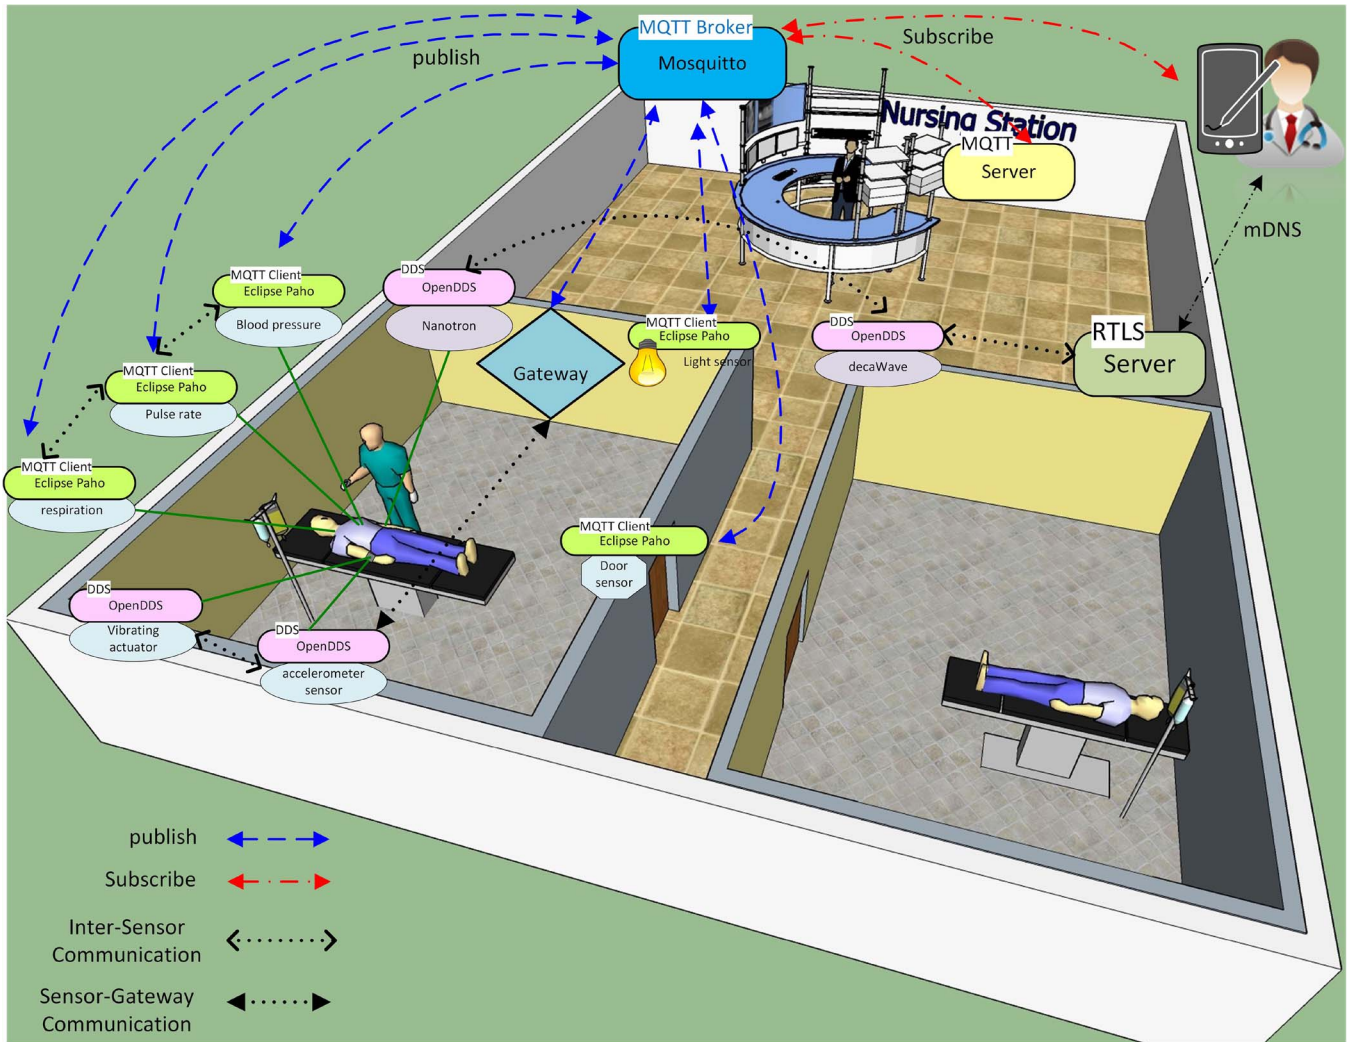 MQTT Broker
Mosquitto
publish
Subscribe
Nursing Station
MQTT
Server
mDNS
MQTT Client
Eclipse Paho
Blood pressure
DDS
OpenDDS
Nanotron
MQTT Client
Eclipse Paho
Light sensor
DDS
OpenDDS
decaWave
RTLS
Server
Gateway
MQTT Client
Eclipse Paho
Pulse rate
MQTT Client
Eclipse Paho
respiration
MQTT Client
Eclipse Paho
Door
sensor
DDS
OpenDDS
Vibrating
actuator
DDS
OpenDDS
accelerometer
sensor
publish
Subscribe
Inter-Sensor
Communication
Sensor-Gateway
Communication